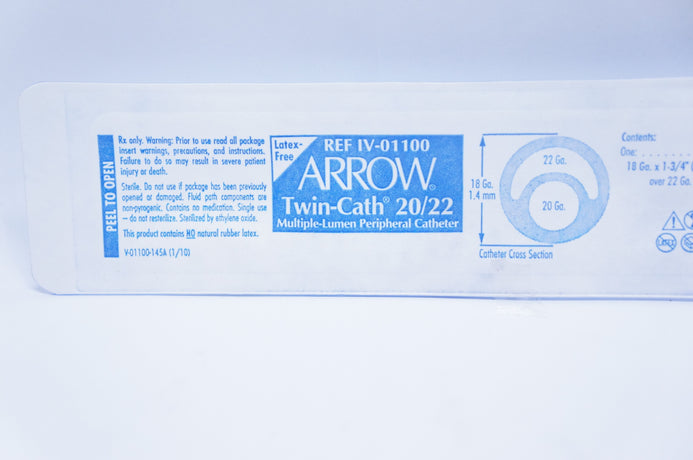 PEEL TO OPEN
Rx only. Warning: Prior to use read all package
insert warnings, precautions, and instructions.
Failure to do so may result in severe patient
injury or death.
Sterile. Do not use if package has been previously
opened or damaged. Fluid path components are
non-pyrogenic. Contains no medication. Single use
– do not resterilize. Sterilized by ethylene oxide.
This product contains NO natural rubber latex.
V-01100-145A (1/10)
Latex-
Free
REF IV-01100
ARROW®
Twin-Cath® 20/22
Multiple-Lumen Peripheral Catheter
18 Ga.
1.4 mm
22 Ga.
20 Ga.
Catheter Cross Section
Contents:
One: . . . . . . . .
18 Ga. x 1-3/4" (
over 22 Ga.
LATEX